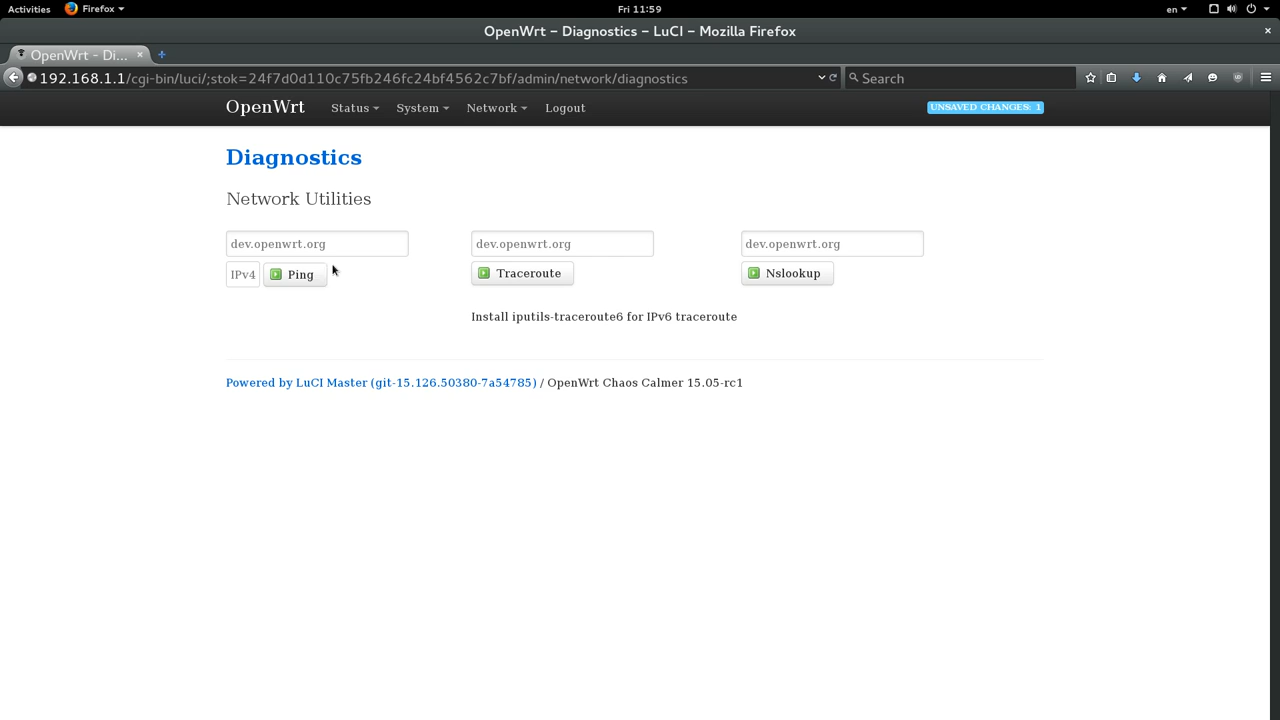 Activities Firefox Fri 11:59 en
OpenWrt – Diagnostics – LuCI – Mozilla Firefox ×
OpenWrt – Di... × +
192.168.1.1/cgi-bin/luci/;stok=24f7d0d110c75fb246fc24bf4562c7bf/admin/network/diagnostics Search
OpenWrt Status System Network Logout UNSAVED CHANGES: 1
Diagnostics
Network Utilities
dev.openwrt.org dev.openwrt.org dev.openwrt.org
IPv4 Ping Traceroute Nslookup
Install iputils-traceroute6 for IPv6 traceroute
Powered by LuCI Master (git-15.126.50380-7a54785) / OpenWrt Chaos Calmer 15.05-rc1